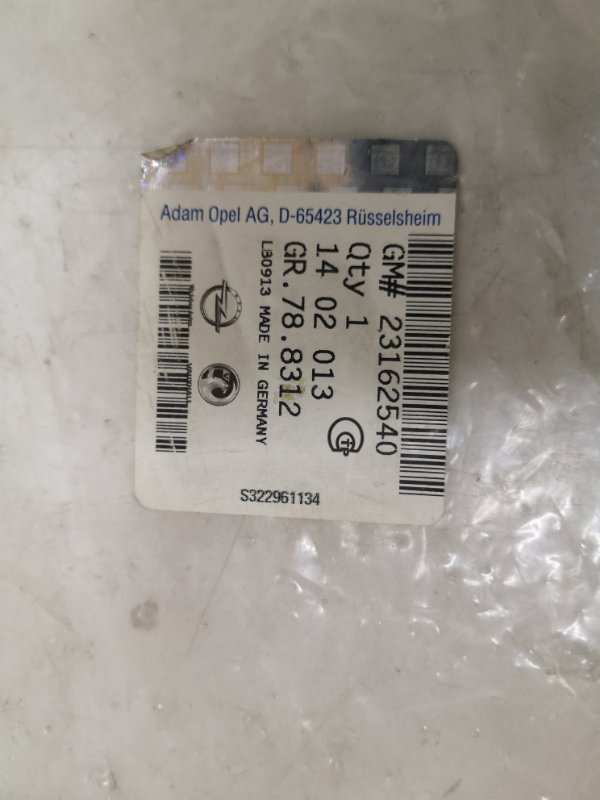 Adam Opel AG, D-65423 Rüsselsheim
GM# 23162540
Qty 1
14 02 013
GR.78.8312
LB0913 MADE IN GERMANY
S322961134